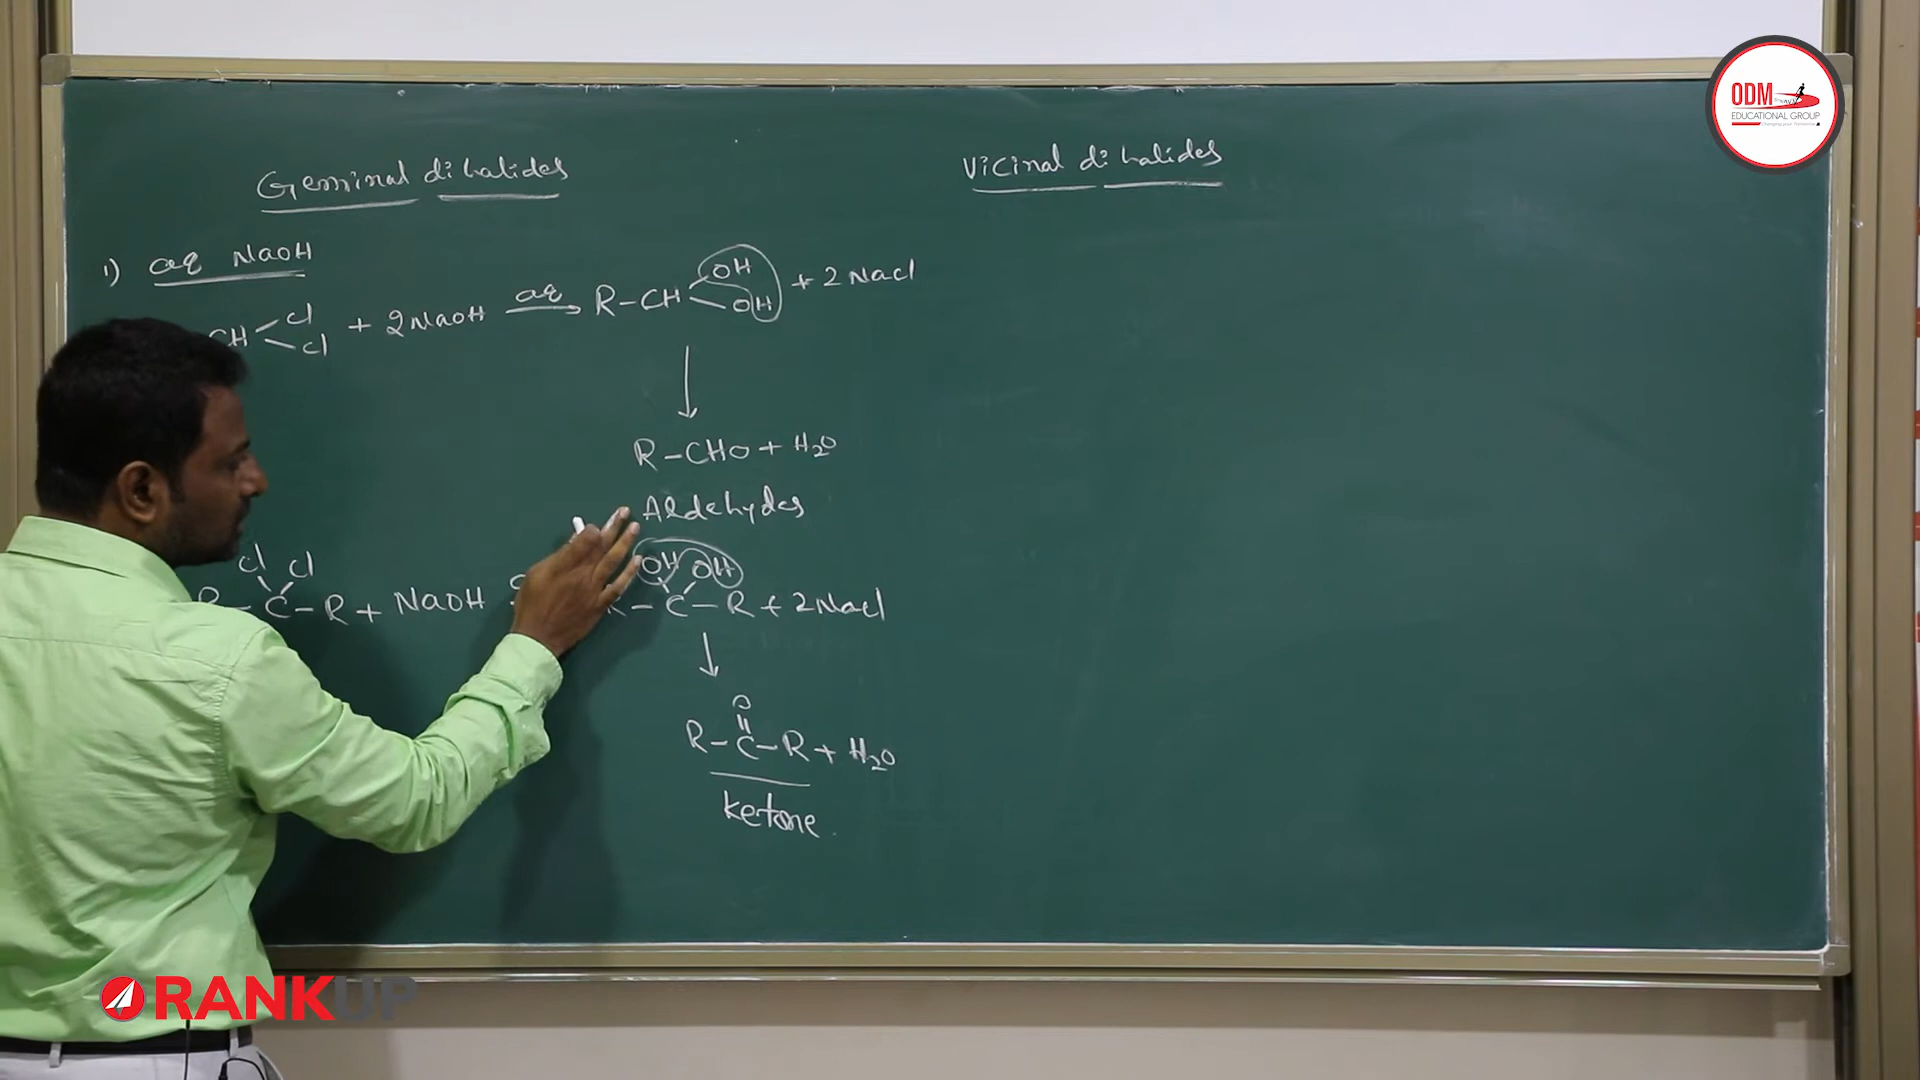 Geminal di halides
Vicinal di halides
1) aq NaOH
CH Cl Cl + 2NaOH aq → R-CH OH OH + 2 Nacl
↓
R-CHO + H2O
Aldehydes
Cl Cl
R-C-R + NaOH
OH OH
-C-R + 2Nacl
↓
O
R-C-R + H2O
ketone
ODM
EDUCATIONAL GROUP
RANKUP